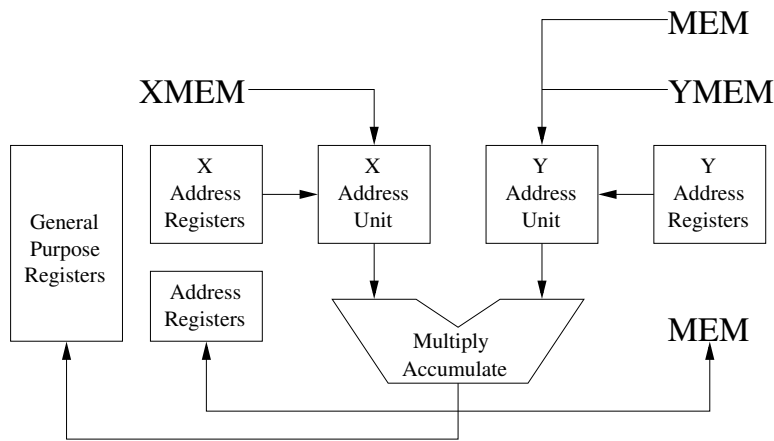 MEM
XMEM
YMEM
General
Purpose
Registers
X
Address
Registers
X
Address
Unit
Y
Address
Unit
Y
Address
Registers
Address
Registers
Multiply
Accumulate
MEM